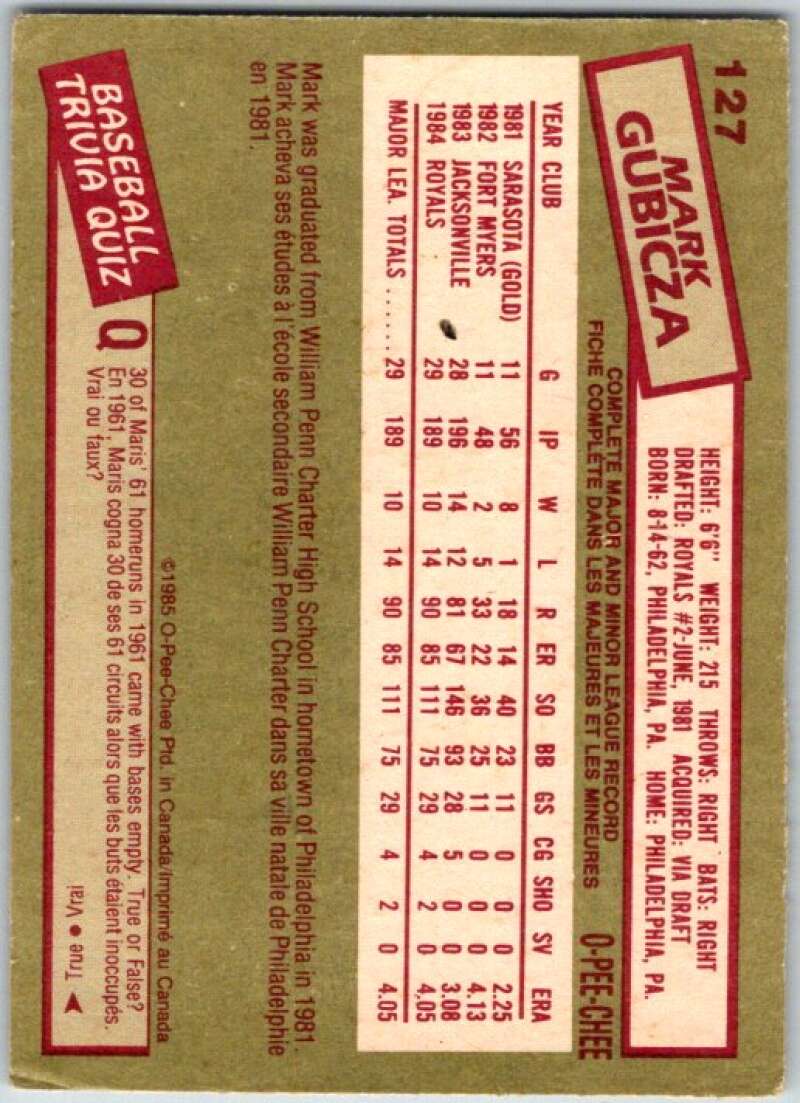 127
MARK
GUBICZA
HEIGHT: 6'6" WEIGHT: 215 THROWS: RIGHT BATS: RIGHT
DRAFTED: ROYALS #2-JUNE, 1981 ACQUIRED: VIA DRAFT
BORN: 8-14-62, PHILADELPHIA, PA. HOME: PHILADELPHIA, PA.
COMPLETE MAJOR AND MINOR LEAGUE RECORD
FICHE COMPLÈTE DANS LES MAJEURES ET LES MINEURES
O-PEE-CHEE
YEAR CLUB G IP W L R ER SO BB GS CG SHO SV ERA
1981 SARASOTA (GOLD) 11 56 8 1 18 14 40 23 11 0 0 0 2.25
1982 FORT MYERS 11 48 2 5 33 22 36 25 11 0 0 0 4.13
1983 JACKSONVILLE 28 196 14 12 81 67 146 93 28 5 0 0 3.08
1984 ROYALS 29 189 10 14 90 85 111 75 29 4 2 0 4.05
MAJOR LEA. TOTALS ...... 29 189 10 14 90 85 111 75 29 4 2 0 4.05
Mark was graduated from William Penn Charter High School in hometown of Philadelphia in 1981.
Mark acheva ses études à l'école secondaire William Penn Charter dans sa ville natale de Philadelphie
en 1981.
©1985 O-Pee-Chee Ptd. in Canada/Imprimé au Canada
BASEBALL
TRIVIA QUIZ
Q
30 of Maris' 61 homeruns in 1961 came with bases empty. True or False?
En 1961, Maris cogna 30 de ses 61 circuits alors que les buts étaient inoccupés.
Vrai ou faux?
True
Vrai